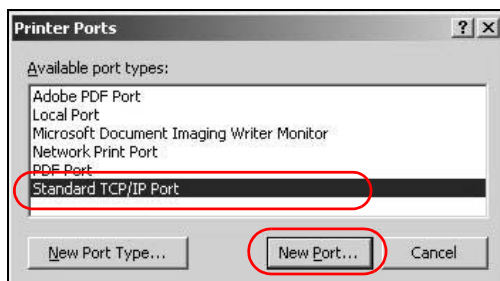 Printer Ports
Available port types:
Adobe PDF Port
Local Port
Microsoft Document Imaging Writer Monitor
Network Print Port
PDF Port
Standard TCP/IP Port
New Port Type... New Port... Cancel